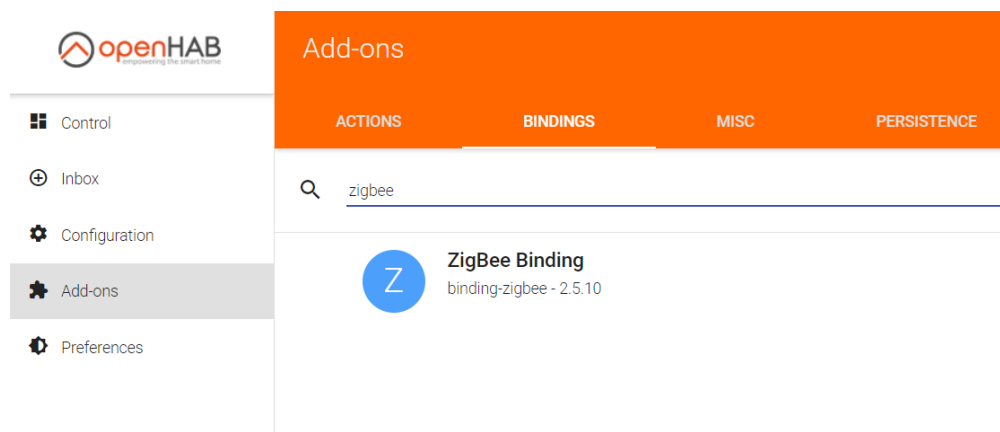 openHAB
empowering the smart home
Add-ons
Control
Inbox
Configuration
Add-ons
Preferences
ACTIONS BINDINGS MISC PERSISTENCE
zigbee
Z
ZigBee Binding
binding-zigbee - 2.5.10